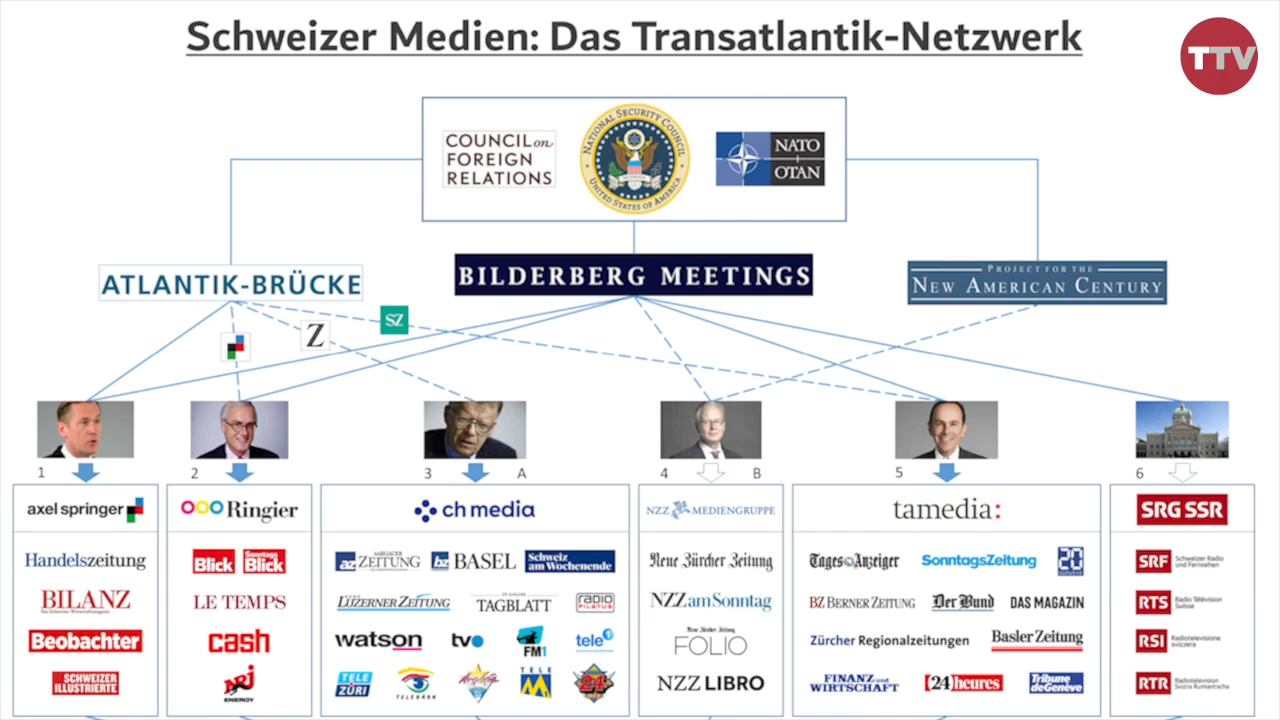 Schweizer Medien: Das Transatlantik-Netzwerk
TTV
COUNCIL on
FOREIGN
RELATIONS
NATIONAL SECURITY COUNCIL
UNITED STATES OF AMERICA
NATO
OTAN
ATLANTIK-BRÜCKE
BILDERBERG MEETINGS
PROJECT FOR THE
NEW AMERICAN CENTURY
Z
SZ
1
2
3
A
4
B
5
6
axel springer
Ringier
ch media
NZZ MEDIENGRUPPE
tamedia:
SRG SSR
Handelszeitung
Blick
Sonntags Blick
az AARGAUER ZEITUNG
bz BASEL
Schweiz am Wochenende
Neue Zürcher Zeitung
Tages Anzeiger
SonntagsZeitung
20
SRF Schweizer Radio und Fernsehen
BILANZ
LE TEMPS
LUZERNER ZEITUNG
TAGBLATT
RADIO PILATUS
NZZ am Sonntag
BZ BERNER ZEITUNG
Der Bund
DAS MAGAZIN
RTS Radio Télévision Suisse
Beobachter
cash
watson
tvo
FM1
tele 1
Neue Zürcher Zeitung
FOLIO
Zürcher Regionalzeitungen
Basler Zeitung
RSI Radiotelevisione svizzera
SCHWEIZER ILLUSTRIERTE
NRJ
ENERGY
TELE ZÜRI
TELEBÄRN
TELE M
24
NZZ LIBRO
FINANZ und WIRTSCHAFT
[24]heures
Tribune de Genève
RTR Radiotelevisiun Svizra Rumantscha